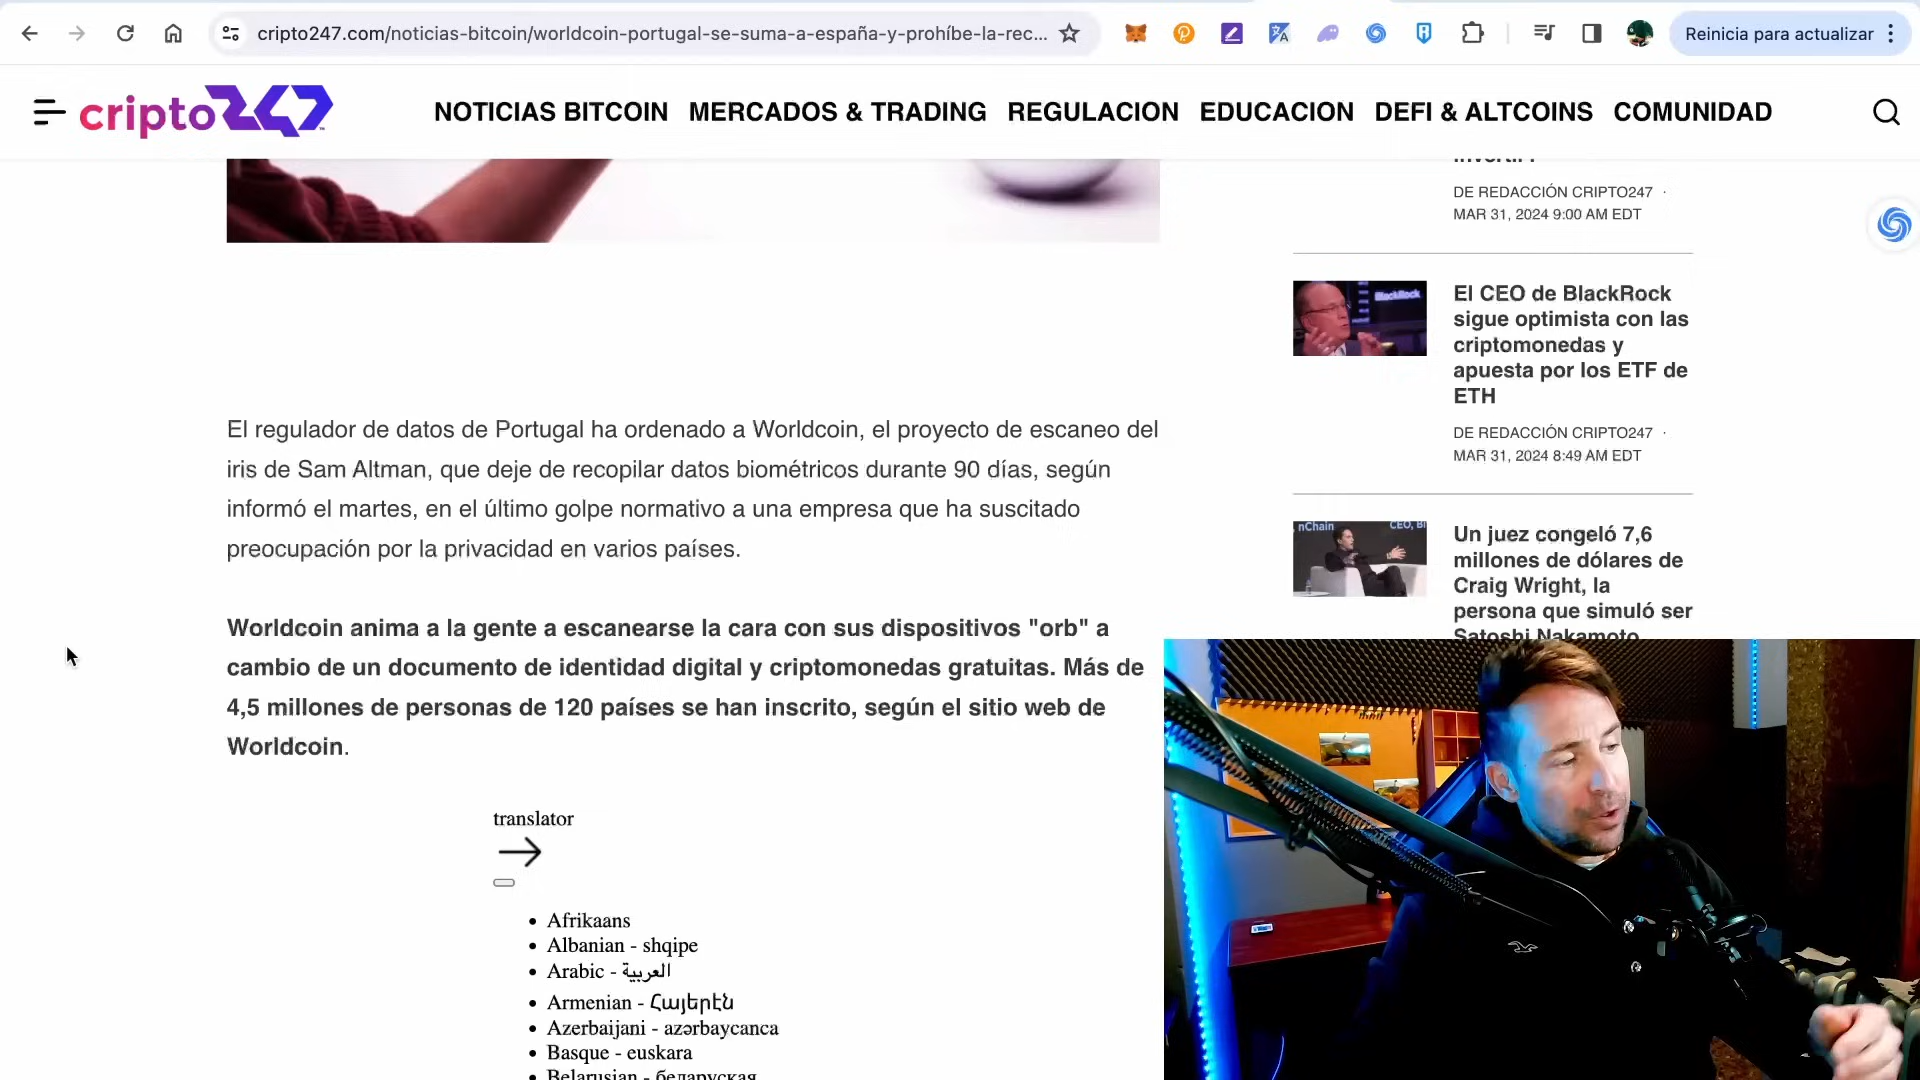 cripto247.com/noticias-bitcoin/worldcoin-portugal-se-suma-a-españa-y-prohíbe-la-rec...
Reinicia para actualizar
cripto247
NOTICIAS BITCOIN
MERCADOS & TRADING
REGULACION
EDUCACION
DEFI & ALTCOINS
COMUNIDAD
El regulador de datos de Portugal ha ordenado a Worldcoin, el proyecto de escaneo del
iris de Sam Altman, que deje de recopilar datos biométricos durante 90 días, según
informó el martes, en el último golpe normativo a una empresa que ha suscitado
preocupación por la privacidad en varios países.
Worldcoin anima a la gente a escanearse la cara con sus dispositivos "orb" a
cambio de un documento de identidad digital y criptomonedas gratuitas. Más de
4,5 millones de personas de 120 países se han inscrito, según el sitio web de
Worldcoin.
translator
Afrikaans
Albanian - shqipe
Arabic - العربية
Armenian - Հայերէն
Azerbaijani - azərbaycanca
Basque - euskara
Belarusian - беларуская
DE REDACCIÓN CRIPTO247 ·
MAR 31, 2024 9:00 AM EDT
BlackRock
El CEO de BlackRock
sigue optimista con las
criptomonedas y
apuesta por los ETF de
ETH
DE REDACCIÓN CRIPTO247 ·
MAR 31, 2024 8:49 AM EDT
nChain
CEO, Bi
Un juez congeló 7,6
millones de dólares de
Craig Wright, la
persona que simuló ser
Satoshi Nakamoto